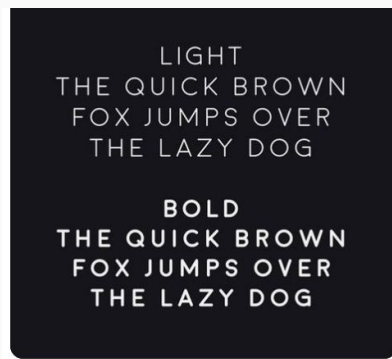 LIGHT
THE QUICK BROWN
FOX JUMPS OVER
THE LAZY DOG
BOLD
THE QUICK BROWN
FOX JUMPS OVER
THE LAZY DOG